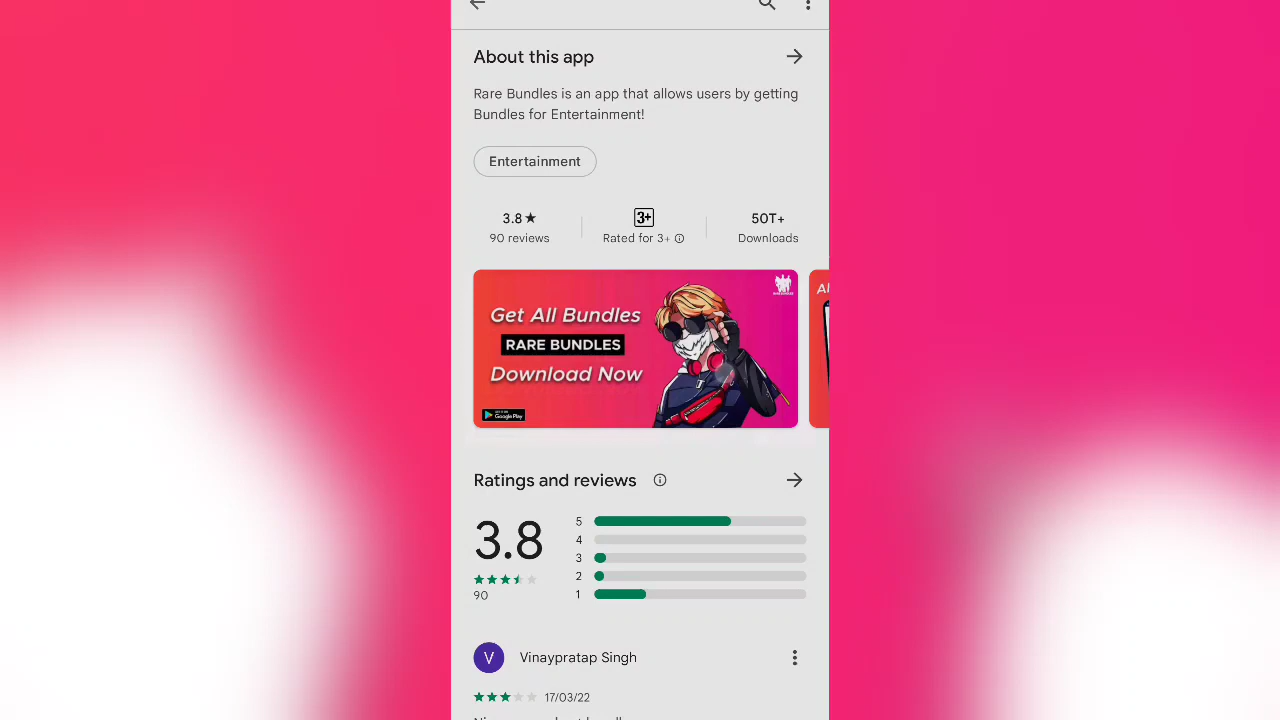 About this app
Rare Bundles is an app that allows users by getting
Bundles for Entertainment!
Entertainment
3.8★
90 reviews
3+
Rated for 3+
50T+
Downloads
Get All Bundles
RARE BUNDLES
Download Now
Google Play
Ratings and reviews
3.8
90
5
4
3
2
1
V
Vinaypratap Singh
17/03/22